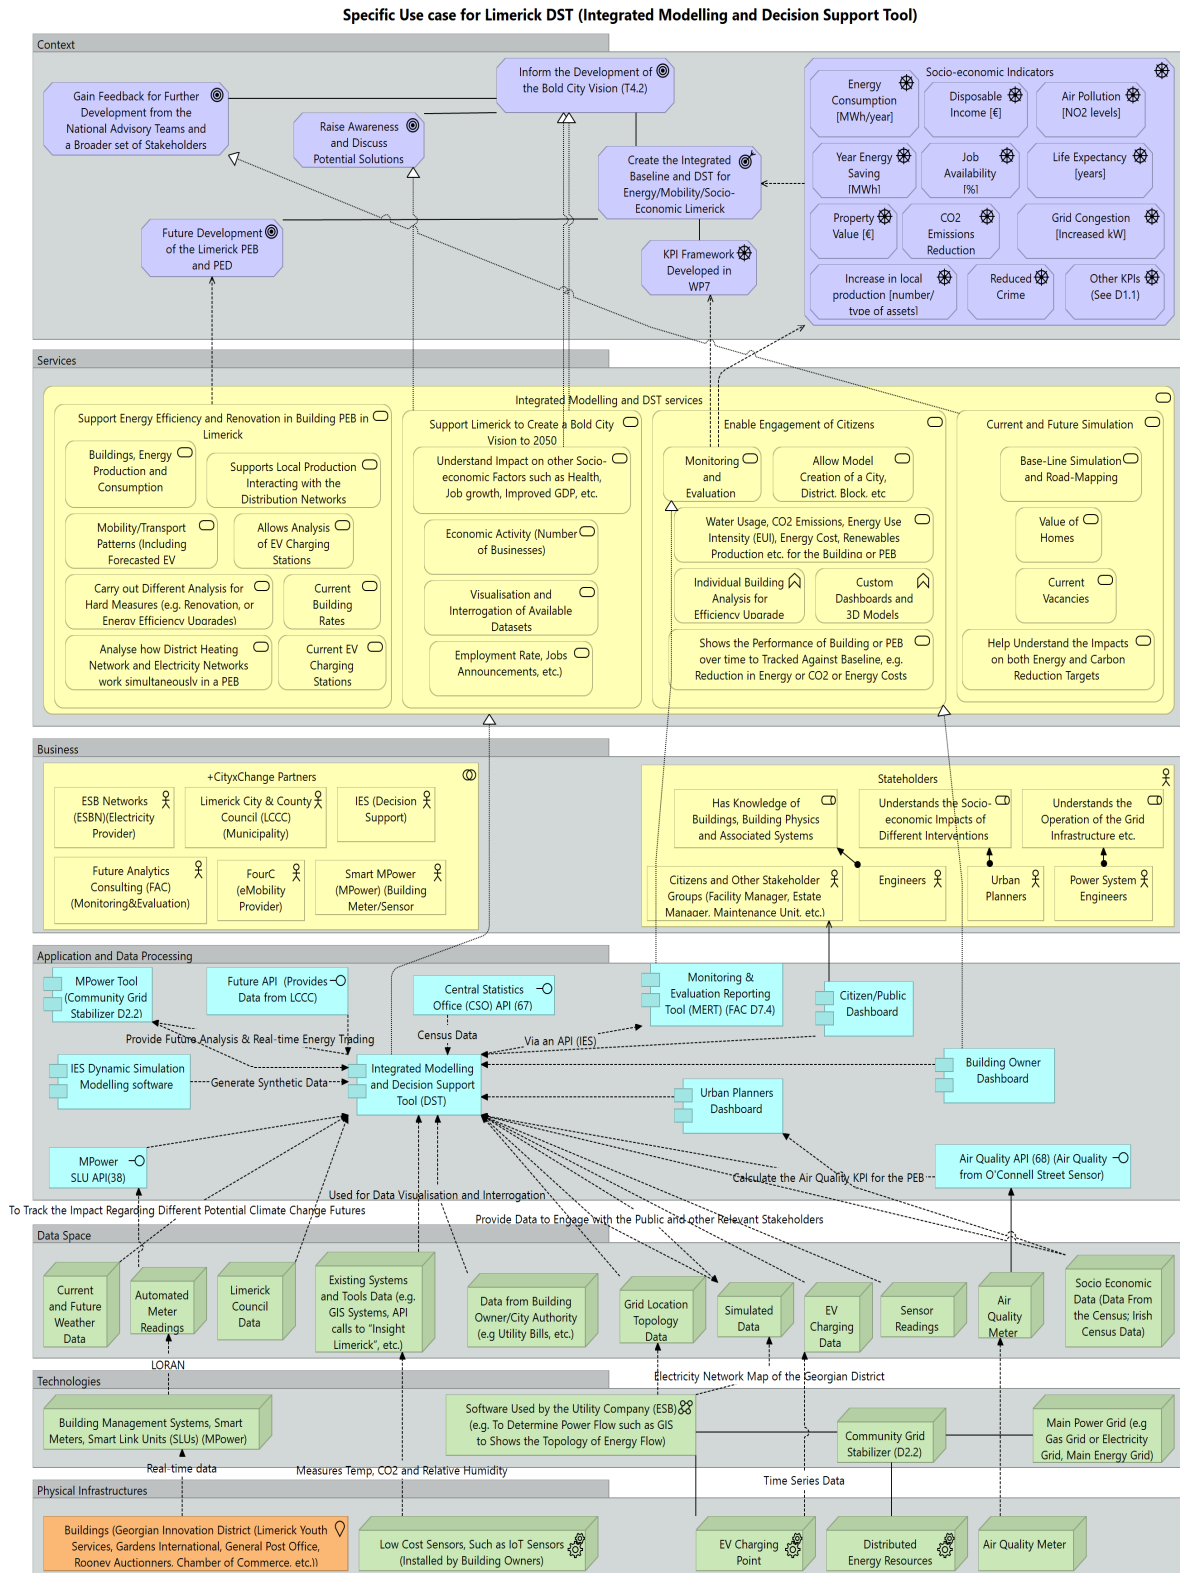 Specific Use case for Limerick DST (Integrated Modelling and Decision Support Tool)
Context
Gain Feedback for Further
Development from the
National Advisory Teams and
a Broader set of Stakeholders
Raise Awareness
and Discuss
Potential Solutions
Inform the Development of
the Bold City Vision (T4.2)
Create the Integrated
Baseline and DST for
Energy/Mobility/Socio-
Economic Limerick
Future Development
of the Limerick PEB
and PED
KPI Framework
Developed in
WP7
Socio-economic Indicators
Energy
Consumption
[MWh/year]
Disposable
Income [€]
Air Pollution
[NO2 levels]
Year Energy
Saving
[MWh]
Job
Availability
[%]
Life Expectancy
[years]
Property
Value [€]
CO2
Emissions
Reduction
Grid Congestion
[Increased kW]
Increase in local
production [number/
type of assets]
Reduced
Crime
Other KPIs
(See D1.1)
Services
Integrated Modelling and DST services
Support Energy Efficiency and Renovation in Building PEB in
Limerick
Buildings, Energy
Production and
Consumption
Supports Local Production
Interacting with the
Distribution Networks
Mobility/Transport
Patterns (Including
Forecasted EV
Allows Analysis
of EV Charging
Stations
Carry out Different Analysis for
Hard Measures (e.g. Renovation, or
Energy Efficiency Upgrades)
Current
Building
Rates
Analyse how District Heating
Network and Electricity Networks
work simultaneously in a PEB
Current EV
Charging
Stations
Support Limerick to Create a Bold City
Vision to 2050
Understand Impact on other Socio-
economic Factors such as Health,
Job growth, Improved GDP, etc.
Economic Activity (Number
of Businesses)
Visualisation and
Interrogation of Available
Datasets
Employment Rate, Jobs
Announcements, etc.)
Enable Engagement of Citizens
Monitoring
and
Evaluation
Allow Model
Creation of a City,
District, Block, etc
Water Usage, CO2 Emissions, Energy Use
Intensity (EUI), Energy Cost, Renewables
Production etc. for the Building or PEB
Individual Building
Analysis for
Efficiency Upgrade
Custom
Dashboards and
3D Models
Shows the Performance of Building or PEB
over time to Tracked Against Baseline, e.g.
Reduction in Energy or CO2 or Energy Costs
Current and Future Simulation
Base-Line Simulation
and Road-Mapping
Value of
Homes
Current
Vacancies
Help Understand the Impacts
on both Energy and Carbon
Reduction Targets
Business
+CityxChange Partners
ESB Networks
(ESBN)(Electricity
Provider)
Limerick City & County
Council (LCCC)
(Municipality)
IES (Decision
Support)
Future Analytics
Consulting (FAC)
(Monitoring&Evaluation)
FourC
(eMobility
Provider)
Smart MPower
(MPower) (Building
Meter/Sensor
Stateholders
Has Knowledge of
Buildings, Building Physics
and Associated Systems
Understands the Socio-
economic Impacts of
Different Interventions
Understands the
Operation of the Grid
Infrastructure etc.
Citizens and Other Stakeholder
Groups (Facility Manager, Estate
Manager, Maintenance Unit, etc.)
Engineers
Urban
Planners
Power System
Engineers
Application and Data Processing
MPower Tool
(Community Grid
Stabilizer D2.2)
Future API (Provides
Data from LCCC)
Central Statistics
Office (CSO) API (67)
Monitoring &
Evaluation Reporting
Tool (MERT) (FAC D7.4)
Citizen/Public
Dashboard
Provide Future Analysis & Real-time Energy Trading
Census Data
Via an API (IES)
IES Dynamic Simulation
Modelling software
Generate Synthetic Data
Integrated Modelling
and Decision Support
Tool (DST)
Building Owner
Dashboard
Urban Planners
Dashboard
MPower
SLU API(38)
Air Quality API (68) (Air Quality
from O'Connell Street Sensor)
Calculate the Air Quality KPI for the PEB
Used for Data Visualisation and Interrogation
To Track the Impact Regarding Different Potential Climate Change Futures
Provide Data to Engage with the Public and other Relevant Stakeholders
Data Space
Current
and Future
Weather
Data
Automated
Meter
Readings
Limerick
Council
Data
Existing Systems
and Tools Data (e.g.
GIS Systems, API
calls to "Insight
Limerick", etc.)
Data from Building
Owner/City Authority
(e.g Utility Bills, etc.)
Grid Location
Topology
Data
Simulated
Data
EV
Charging
Data
Sensor
Readings
Air
Quality
Meter
Socio Economic
Data (Data From
the Census; Irish
Census Data)
LORAN
Electricity Network Map of the Georgian District
Technologies
Building Management Systems, Smart
Meters, Smart Link Units (SLUs) (MPower)
Software Used by the Utility Company (ESB)
(e.g. To Determine Power Flow such as GIS
to Shows the Topology of Energy Flow)
Community Grid
Stabilizer (D2.2)
Main Power Grid (e.g
Gas Grid or Electricity
Grid, Main Energy Grid)
Real-time data
Measures Temp, CO2 and Relative Humidity
Time Series Data
Physical Infrastructures
Buildings (Georgian Innovation District (Limerick Youth
Services, Gardens International, General Post Office,
Rooney Auctionners, Chamber of Commerce, etc.))
Low Cost Sensors, Such as IoT Sensors
(Installed by Building Owners)
EV Charging
Point
Distributed
Energy Resources
Air Quality Meter